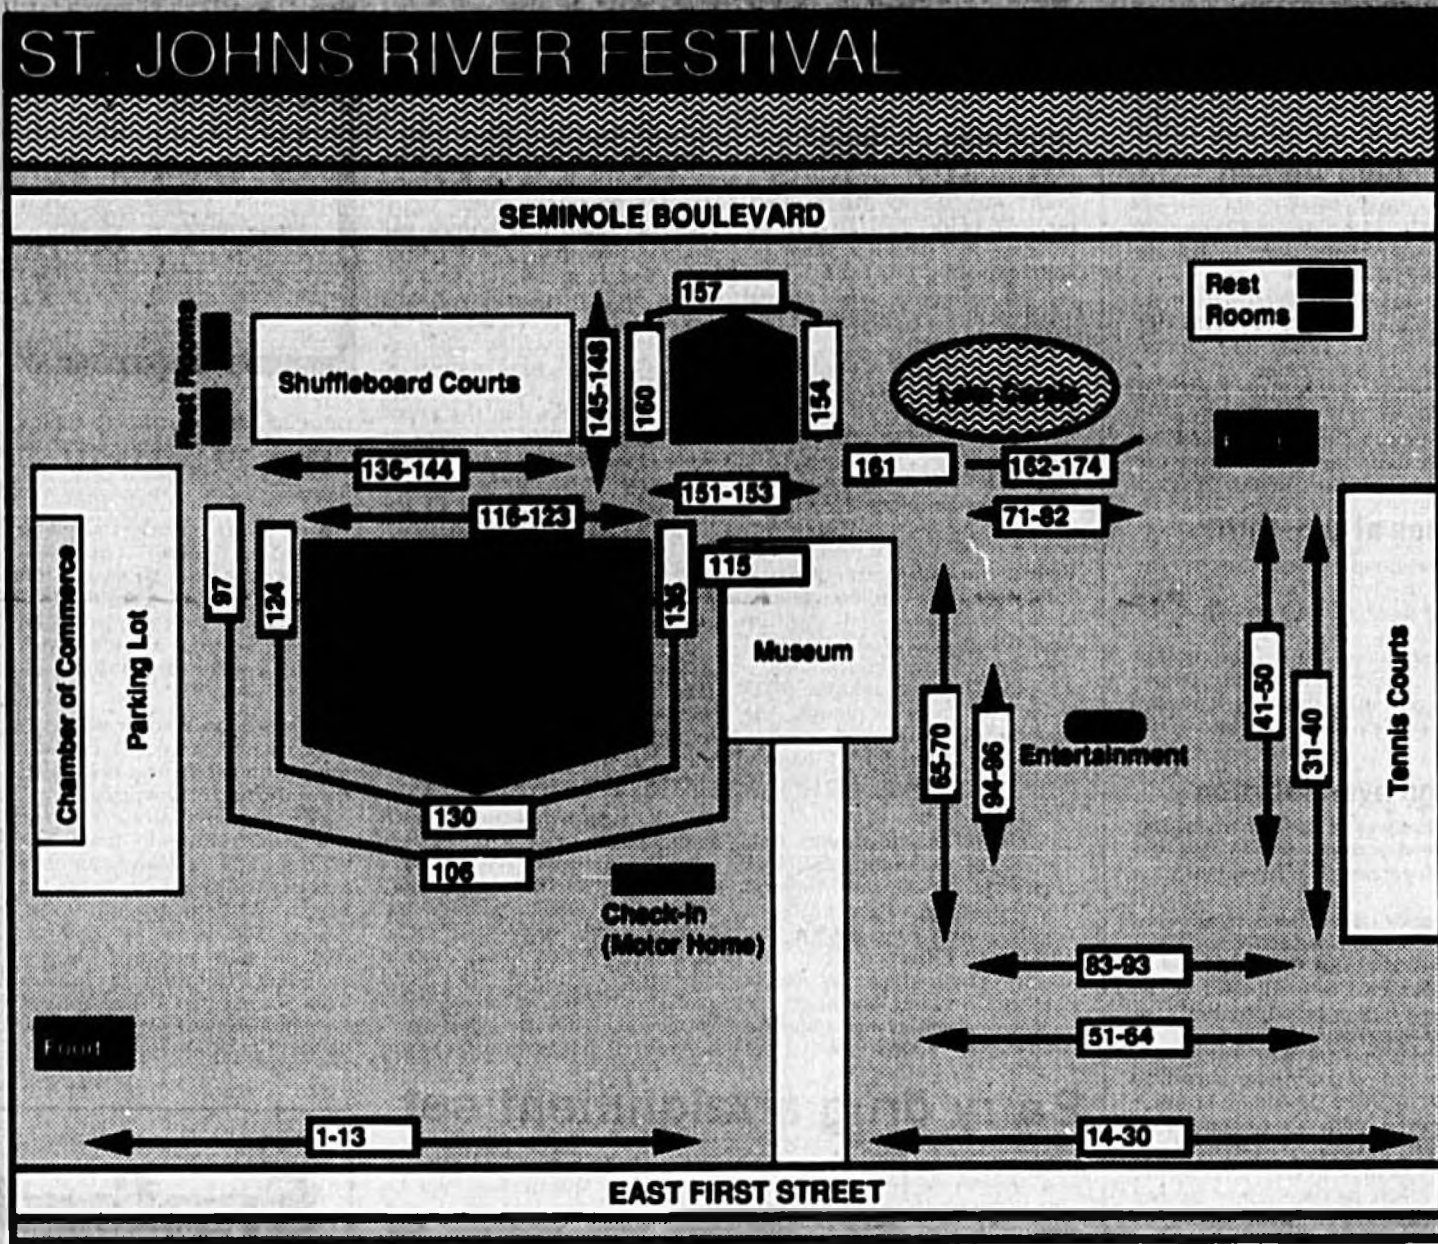 ST. JOHNS RIVER FESTIVAL
SEMINOLE BOULEVARD
157
Rest
Rooms
Rest Rooms
Shuffleboard Courts
145-148
160
154
136-144
161
162-174
151-153
116-123
71-82
97
124
135
115
Museum
Chamber of Commerce
Parking Lot
65-70
94-96
Entertainment
41-50
31-40
Tennis Courts
130
106
Check-in
(Motor Home)
83-93
Food
51-64
1-13
14-30
EAST FIRST STREET